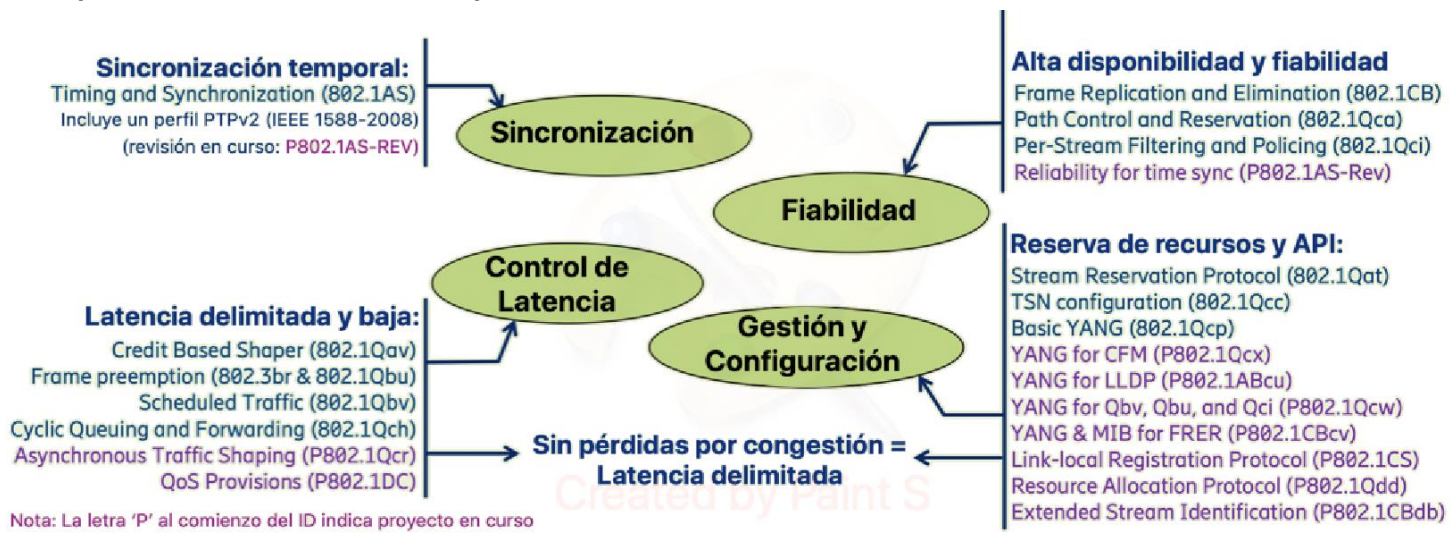 Sincronización temporal:
Timing and Synchronization (802.1AS)
Incluye un perfil PTPv2 (IEEE 1588-2008)
(revisión en curso: P802.1AS-REV)
Sincronización
Alta disponibilidad y fiabilidad
Frame Replication and Elimination (802.1CB)
Path Control and Reservation (802.1Qca)
Per-Stream Filtering and Policing (802.1Qci)
Reliability for time sync (P802.1AS-Rev)
Fiabilidad
Control de
Latencia
Latencia delimitada y baja:
Credit Based Shaper (802.1Qav)
Frame preemption (802.3br & 802.1Qbu)
Scheduled Traffic (802.1Qbv)
Cyclic Queuing and Forwarding (802.1Qch)
Asynchronous Traffic Shaping (P802.1Qcr)
QoS Provisions (P802.1DC)
Gestión y
Configuración
Reserva de recursos y API:
Stream Reservation Protocol (802.1Qat)
TSN configuration (802.1Qcc)
Basic YANG (802.1Qcp)
YANG for CFM (P802.1Qcx)
YANG for LLDP (P802.1ABcu)
YANG for Qbv, Qbu, and Qci (P802.1Qcw)
YANG & MIB for FRER (P802.1CBcv)
Link-local Registration Protocol (P802.1CS)
Resource Allocation Protocol (P802.1Qdd)
Extended Stream Identification (P802.1CBdb)
Sin pérdidas por congestión =
Latencia delimitada
Created by Paint S
Nota: La letra 'P' al comienzo del ID indica proyecto en curso